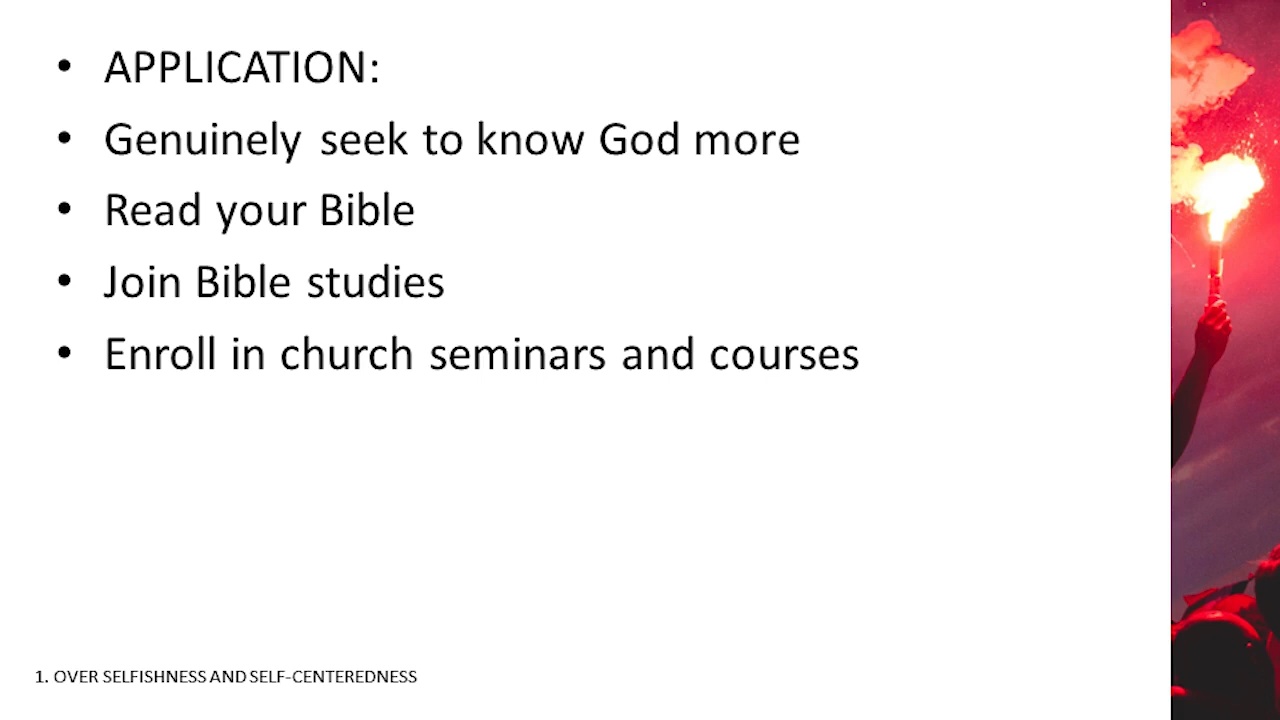 • APPLICATION:
• Genuinely seek to know God more
• Read your Bible
• Join Bible studies
• Enroll in church seminars and courses
1. OVER SELFISHNESS AND SELF-CENTEREDNESS